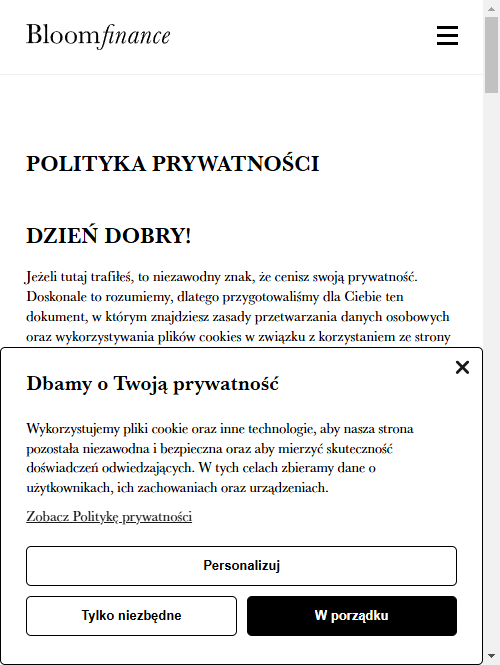 Bloomfinance
POLITYKA PRYWATNOŚCI
DZIEŃ DOBRY!
Jeżeli tutaj trafiłeś, to niezawodny znak, że cenisz swoją prywatność.
Doskonale to rozumiemy, dlatego przygotowaliśmy dla Ciebie ten
dokument, w którym znajdziesz zasady przetwarzania danych osobowych
oraz wykorzystywania plików cookies w związku z korzystaniem ze strony
Dbamy o Twoją prywatność
Wykorzystujemy pliki cookie oraz inne technologie, aby nasza strona
pozostała niezawodna i bezpieczna oraz aby mierzyć skuteczność
doświadczeń odwiedzających. W tych celach zbieramy dane o
użytkownikach, ich zachowaniach oraz urządzeniach.
Zobacz Politykę prywatności
Personalizuj
Tylko niezbędne
W porządku